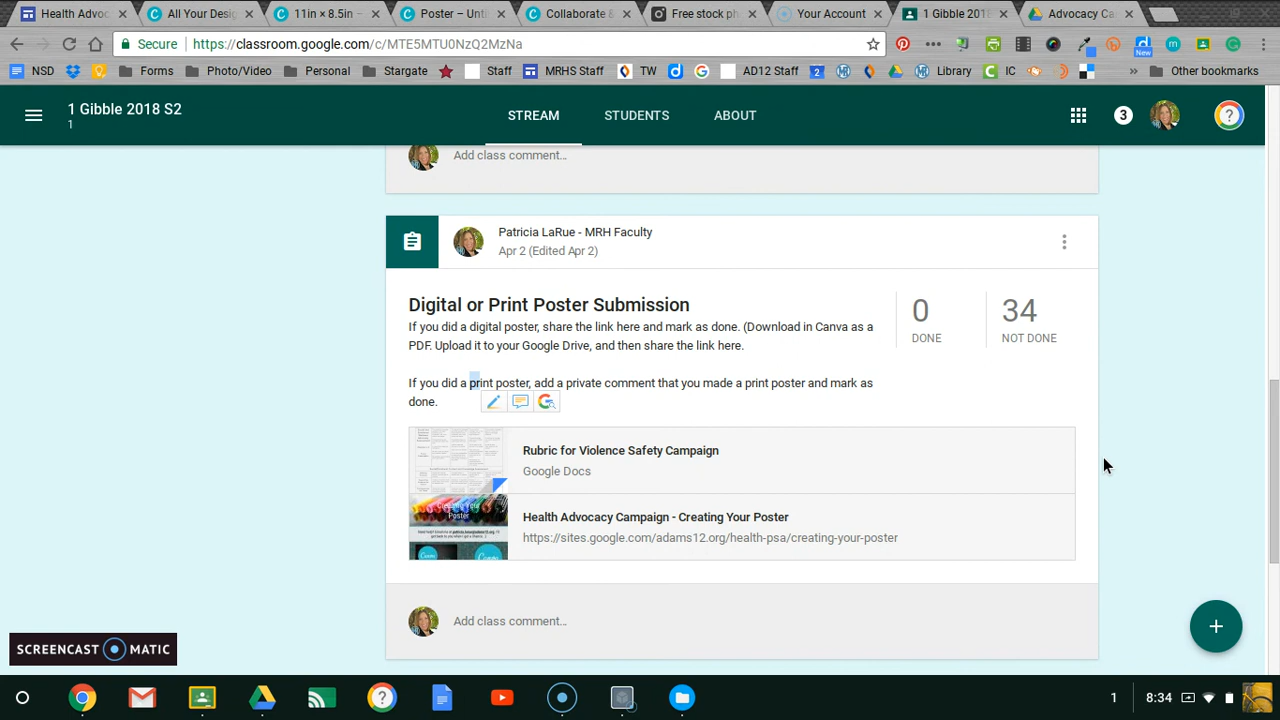 Health Advoc
All Your Desig
11in × 8.5in –
Poster – Unti
Collaborate &
Free stock ph
Your Account
1 Gibble 2018
Advocacy Ca
Secure
https://classroom.google.com/c/MTE5MTU0NzQ2MzNa
New
NSD
Forms
Photo/Video
Personal
Stargate
Staff
MRHS Staff
TW
AD12 Staff
2
Library
IC
»
Other bookmarks
1 Gibble 2018 S2
1
STREAM
STUDENTS
ABOUT
3
Add class comment...
Patricia LaRue - MRH Faculty
Apr 2 (Edited Apr 2)
Digital or Print Poster Submission
If you did a digital poster, share the link here and mark as done. (Download in Canva as a
PDF. Upload it to your Google Drive, and then share the link here.
0
DONE
34
NOT DONE
If you did a print poster, add a private comment that you made a print poster and mark as
done.
Rubric for Violence Safety Campaign
Google Docs
Health Advocacy Campaign - Creating Your Poster
https://sites.google.com/adams12.org/health-psa/creating-your-poster
Add class comment...
+
SCREENCAST MATIC
1
8:34